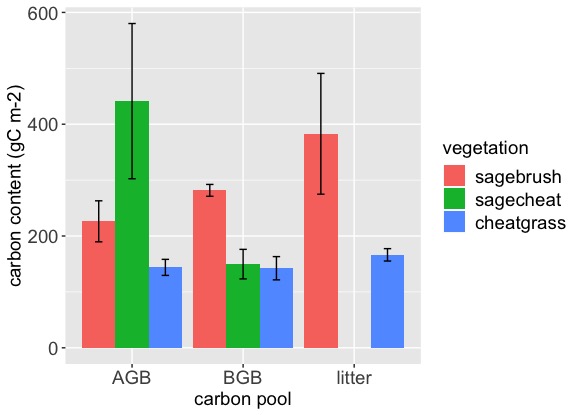 600
400
200
0
carbon content (gC m-2)
AGB
BGB
litter
carbon pool
vegetation
sagebrush
sagecheat
cheatgrass